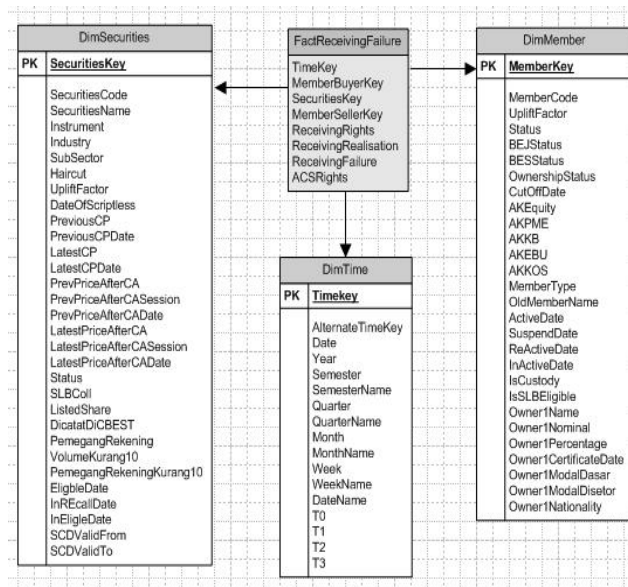 DimSecurities
PK SecuritiesKey
SecuritiesCode
SecuritiesName
Instrument
Industry
SubSector
Haircut
UpliftFactor
DateOfScriptless
PreviousCP
PreviousCPDate
LatestCP
LatestCPDate
PrevPriceAfterCA
PrevPriceAfterCASession
PrevPriceAfterCADate
LatestPriceAfterCA
LatestPriceAfterCASession
LatestPriceAfterCADate
Status
SLBColl
ListedShare
DicatatDiCBEST
PemegangRekening
VolumeKurang10
PemegangRekeningKurang10
EligbleDate
InREcallDate
InEligleDate
SCDValidFrom
SCDValidTo
FactReceivingFailure
TimeKey
MemberBuyerKey
SecuritiesKey
MemberSellerKey
ReceivingRights
ReceivingRealisation
ReceivingFailure
ACSRights
DimTime
PK Timekey
AlternateTimeKey
Date
Year
Semester
SemesterName
Quarter
QuarterName
Month
MonthName
Week
WeekName
DateName
T0
T1
T2
T3
DimMember
PK MemberKey
MemberCode
UpliftFactor
Status
BEJStatus
BESStatus
OwnershipStatus
CutOffDate
AKEquity
AKPME
AKKB
AKEBU
AKKOS
MemberType
OldMemberName
ActiveDate
SuspendDate
ReActiveDate
InActiveDate
IsCustody
IsSLBEligible
Owner1Name
Owner1Nominal
Owner1Percentage
Owner1CertificateDate
Owner1ModalDasar
Owner1ModalDisetor
Owner1Nationality